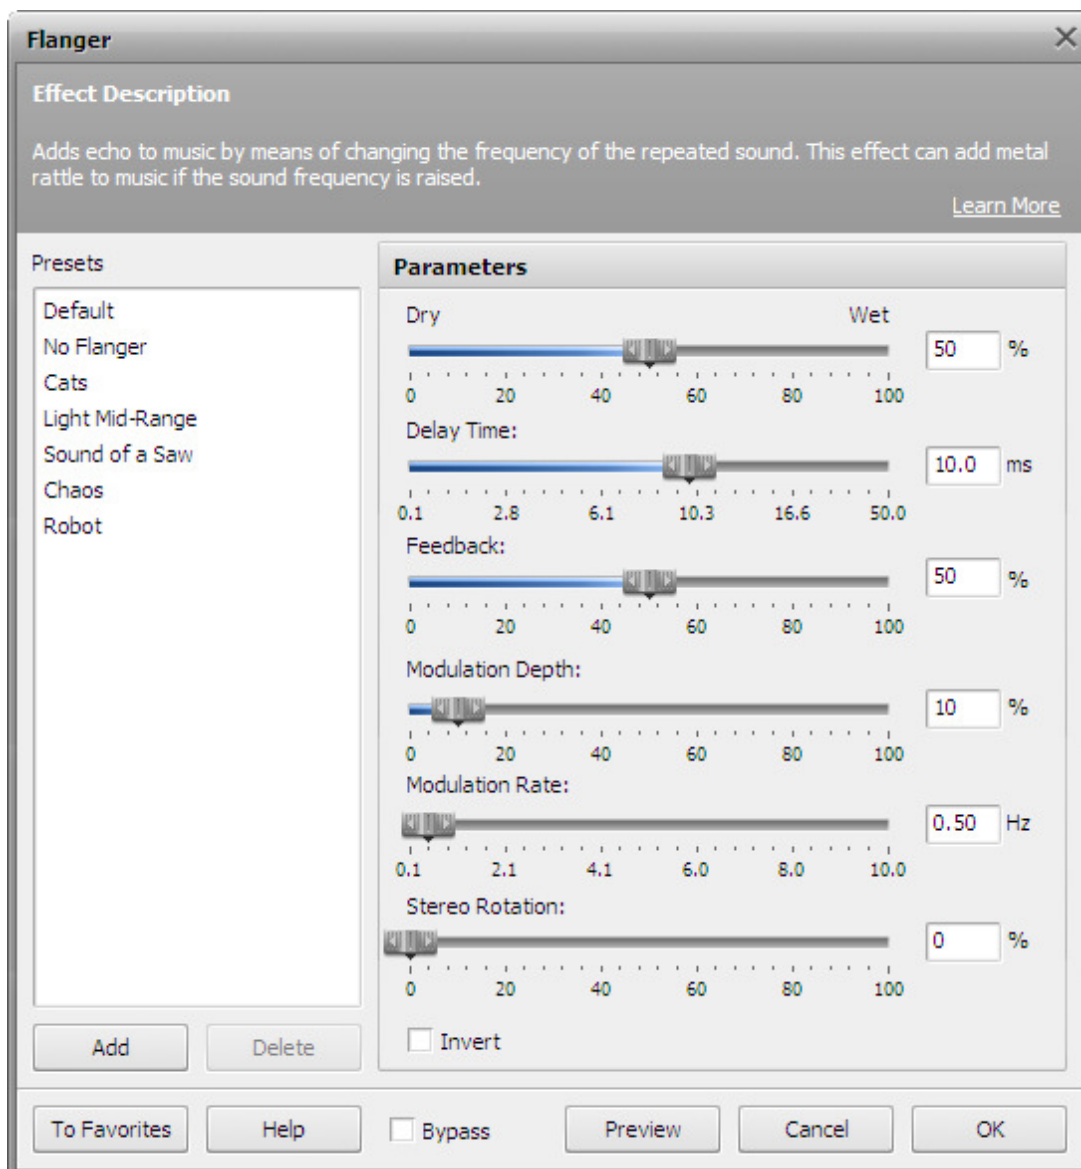 Flanger
Effect Description
Adds echo to music by means of changing the frequency of the repeated sound. This effect can add metal
rattle to music if the sound frequency is raised.
Learn More
Presets
Default
No Flanger
Cats
Light Mid-Range
Sound of a Saw
Chaos
Robot
Add Delete
Parameters
Dry Wet
50 %
0 20 40 60 80 100
Delay Time:
10.0 ms
0.1 2.8 6.1 10.3 16.6 50.0
Feedback:
50 %
0 20 40 60 80 100
Modulation Depth:
10 %
0 20 40 60 80 100
Modulation Rate:
0.50 Hz
0.1 2.1 4.1 6.0 8.0 10.0
Stereo Rotation:
0 %
0 20 40 60 80 100
Invert
To Favorites Help Bypass Preview Cancel OK